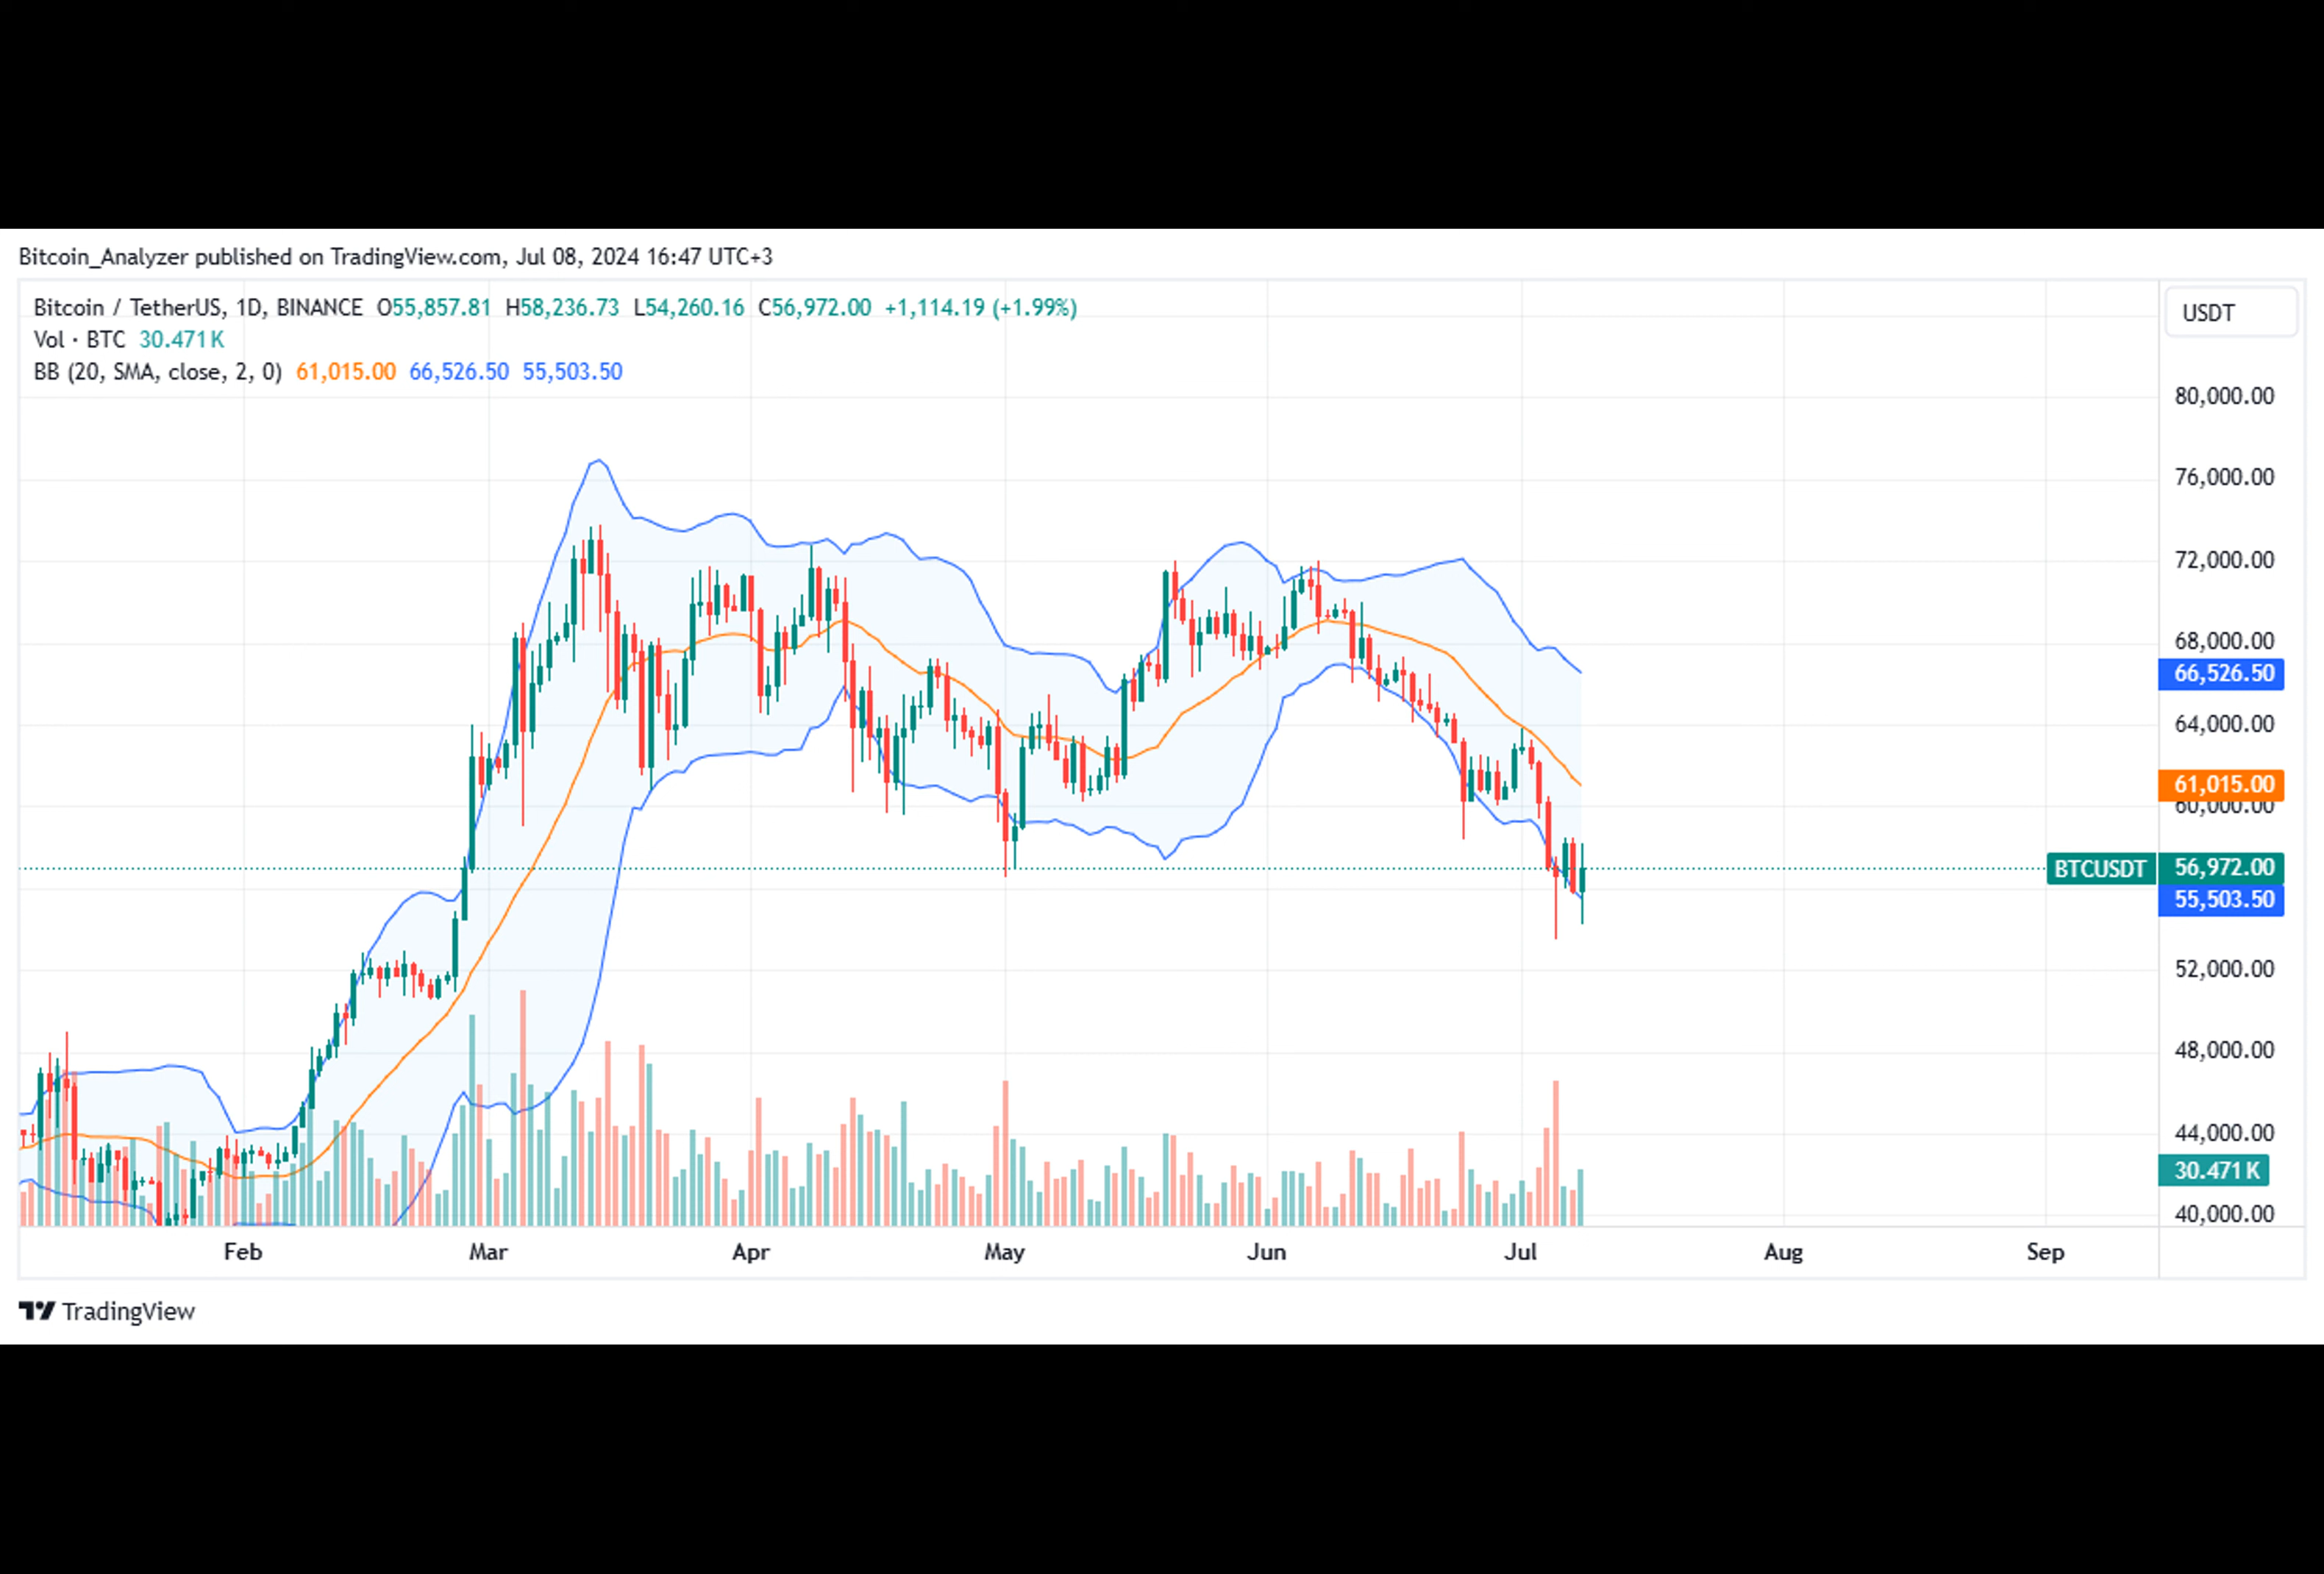 Bitcoin_Analyzer published on TradingView.com, Jul 08, 2024 16:47 UTC+3
Bitcoin / TetherUS, 1D, BINANCE O55,857.81 H58,236.73 L54,260.16 C56,972.00 +1,114.19 (+1.99%)
USDT
Vol · BTC 30.471K
BB (20, SMA, close, 2, 0) 61,015.00 66,526.50 55,503.50
80,000.00
76,000.00
72,000.00
68,000.00
66,526.50
64,000.00
61,015.00
60,000.00
BTCUSDT 56,972.00
55,503.50
52,000.00
48,000.00
44,000.00
30.471K
40,000.00
Feb Mar Apr May Jun Jul Aug Sep
TradingView